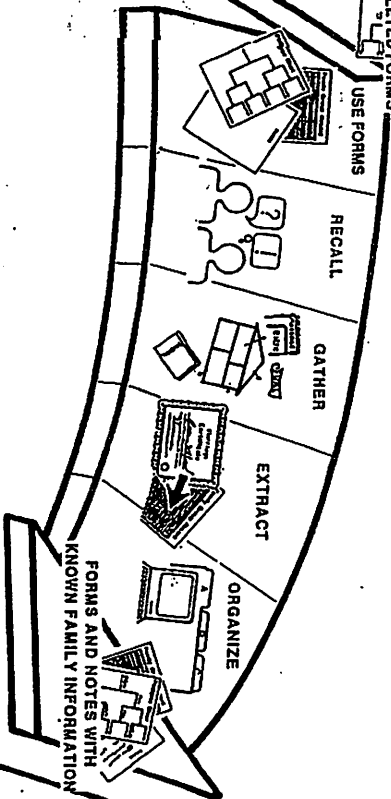 USE FORMS
RECALL
?
!
GATHER
EXTRACT
ORGANIZE
A
FORMS AND NOTES WITH
KNOWN FAMILY INFORMATION